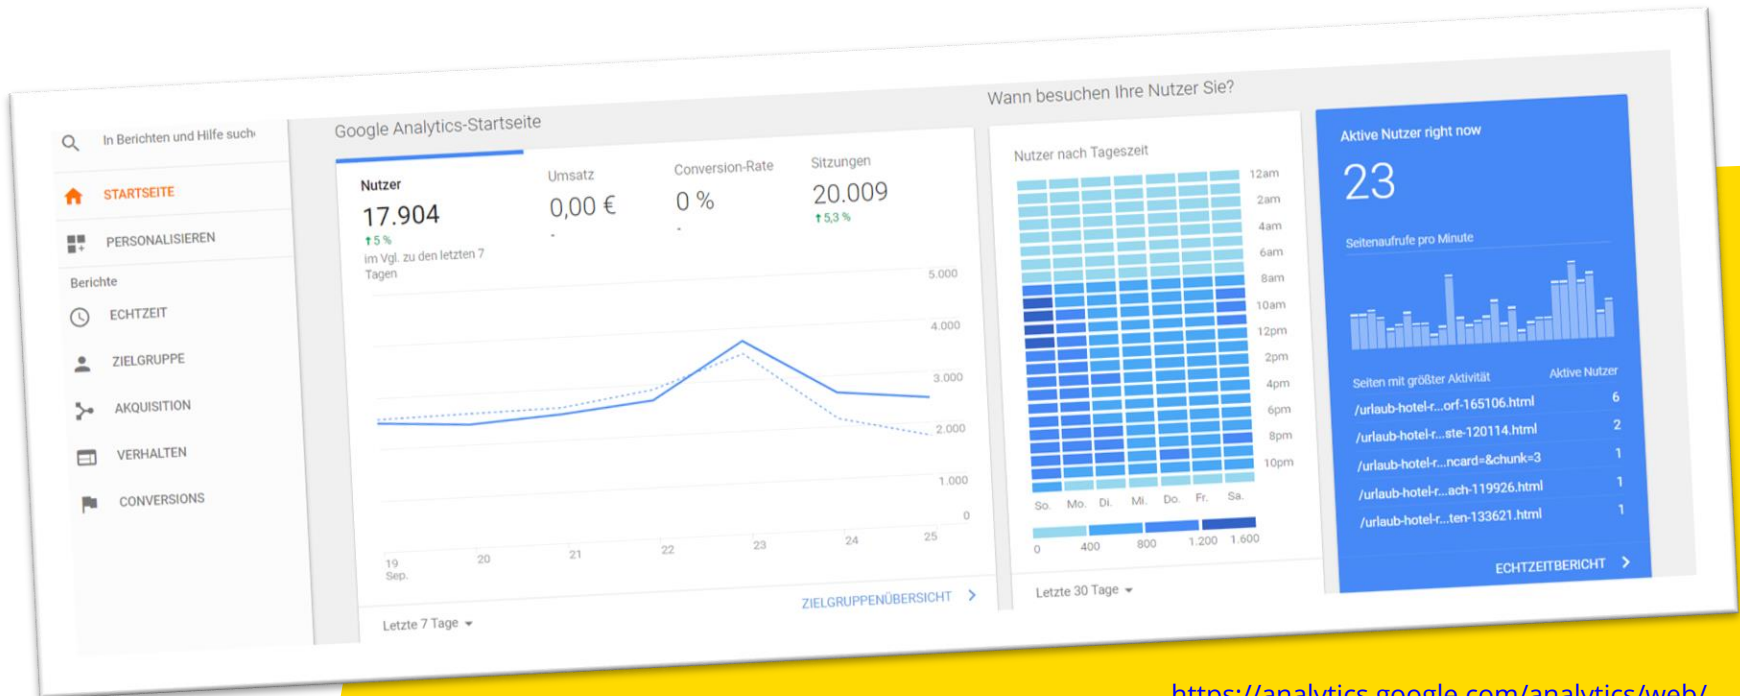 In Berichten und Hilfe such
STARTSEITE
PERSONALISIEREN
Berichte
ECHTZEIT
ZIELGRUPPE
AKQUISITION
VERHALTEN
CONVERSIONS
Google Analytics-Startseite
Nutzer
17.904
5 %
im Vgl. zu den letzten 7
Tagen
Umsatz
0,00 €
-
Conversion-Rate
0 %
-
Sitzungen
20.009
5,3 %
5.000
4.000
3.000
2.000
1.000
0
19
Sep.
20
21
22
23
24
25
Letzte 7 Tage
ZIELGRUPPENÜBERSICHT
Wann besuchen Ihre Nutzer Sie?
Nutzer nach Tageszeit
12am
2am
4am
6am
8am
10am
12pm
2pm
4pm
6pm
8pm
10pm
So. Mo. Di. Mi. Do. Fr. Sa.
0 400 800 1.200 1.600
Letzte 30 Tage
Aktive Nutzer right now
23
Seitenaufrufe pro Minute
Seiten mit größter Aktivität Aktive Nutzer
/urlaub-hotel-r...orf-165106.html 6
/urlaub-hotel-r...ste-120114.html 2
/urlaub-hotel-r...ncard=&chunk=3 1
/urlaub-hotel-r...ach-119926.html 1
/urlaub-hotel-r...ten-133621.html 1
ECHTZEITBERICHT
https://analytics.google.com/analytics/web/